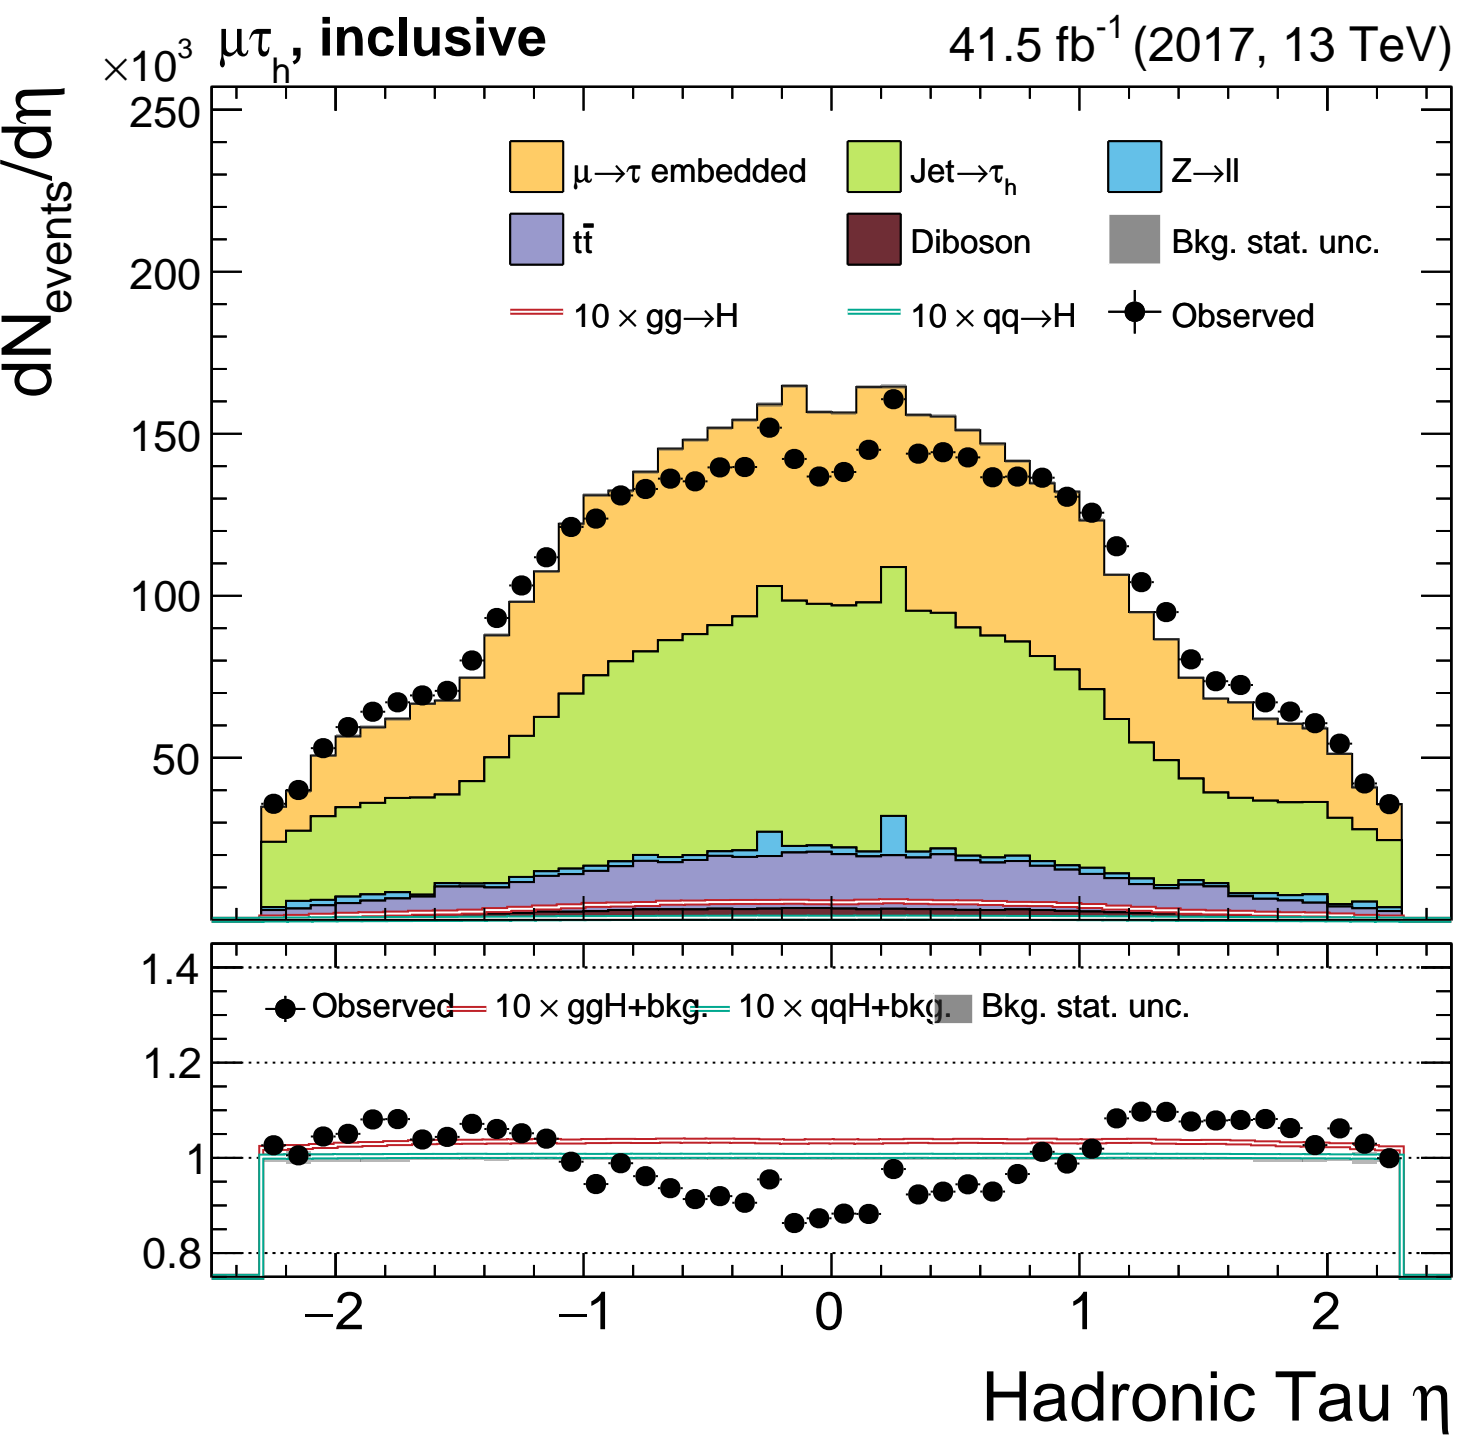 ×10³ μτₕ, inclusive 41.5 fb⁻¹ (2017, 13 TeV)
dN_events/dη
250
200
150
100
50
μ→τ embedded Jet→τₕ Z→ll
tt̄ Diboson Bkg. stat. unc.
10 × gg→H 10 × qq→H Observed
1.4
1.2
1
0.8
Observed 10 × ggH+bkg. 10 × qqH+bkg. Bkg. stat. unc.
−2 −1 0 1 2
Hadronic Tau η